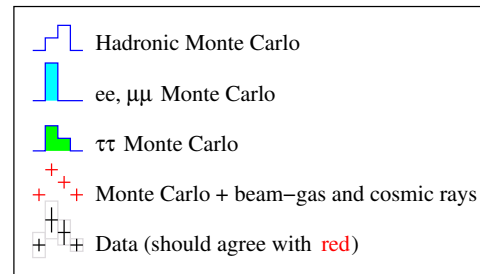 Hadronic Monte Carlo
ee, μμ Monte Carlo
ττ Monte Carlo
Monte Carlo + beam−gas and cosmic rays
Data (should agree with red)